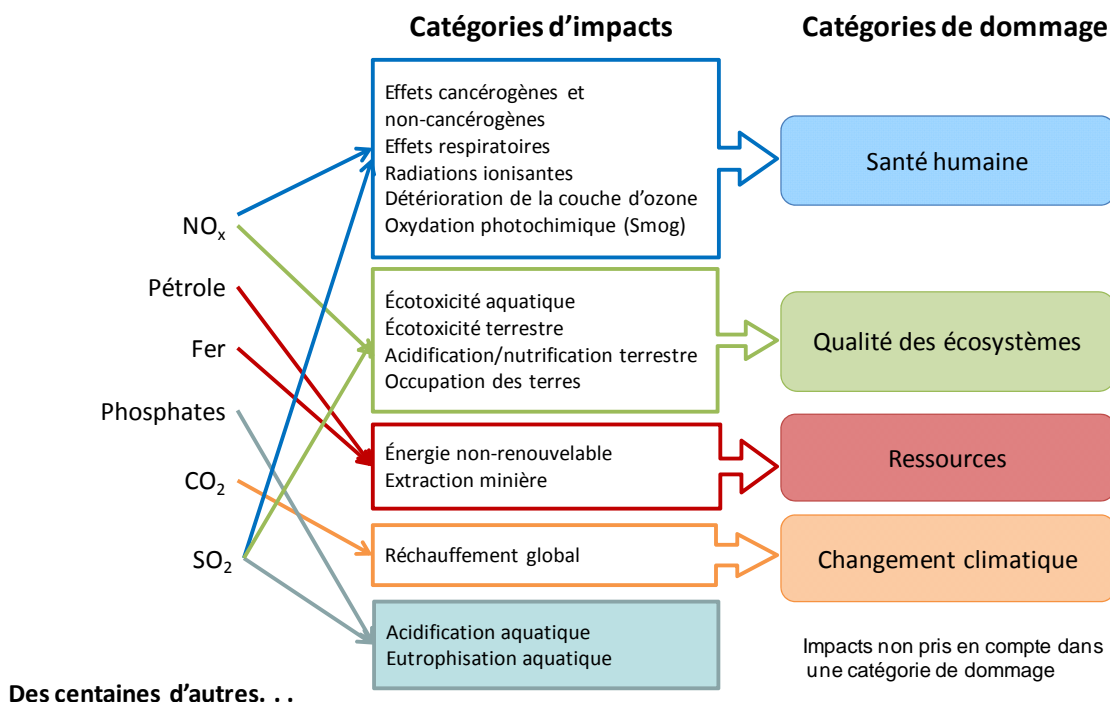 Catégories d'impacts
Catégories de dommage
Effets cancérogènes et
non-cancérogènes
Effets respiratoires
Radiations ionisantes
Détérioration de la couche d'ozone
Oxydation photochimique (Smog)
Santé humaine
NOx
Pétrole
Fer
Phosphates
CO2
SO2
Écotoxicité aquatique
Écotoxicité terrestre
Acidification/nutrification terrestre
Occupation des terres
Qualité des écosystèmes
Énergie non-renouvelable
Extraction minière
Ressources
Réchauffement global
Changement climatique
Acidification aquatique
Eutrophisation aquatique
Impacts non pris en compte dans
une catégorie de dommage
Des centaines d'autres. . .